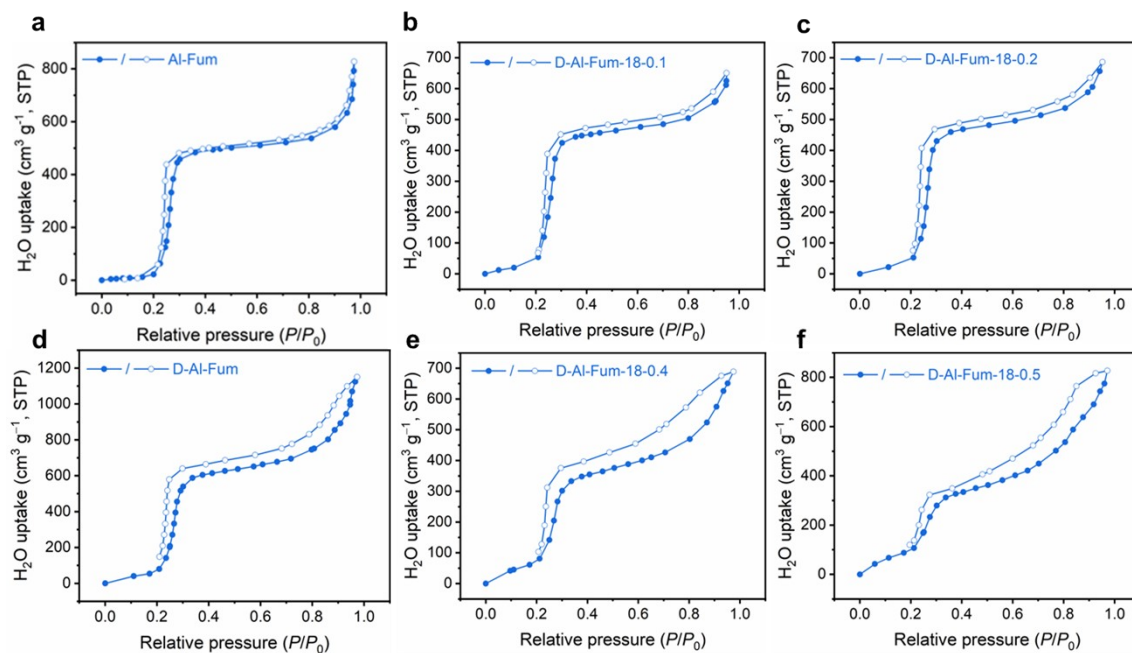 a
Al-Fum
H₂O uptake (cm³ g⁻¹, STP)
800
600
400
200
0
0.0 0.2 0.4 0.6 0.8 1.0
Relative pressure (P/P₀)
b
D-Al-Fum-18-0.1
H₂O uptake (cm³ g⁻¹, STP)
700
600
500
400
300
200
100
0
0.0 0.2 0.4 0.6 0.8 1.0
Relative pressure (P/P₀)
c
D-Al-Fum-18-0.2
H₂O uptake (cm³ g⁻¹, STP)
700
600
500
400
300
200
100
0
0.0 0.2 0.4 0.6 0.8 1.0
Relative pressure (P/P₀)
d
D-Al-Fum
H₂O uptake (cm³ g⁻¹, STP)
1200
1000
800
600
400
200
0
0.0 0.2 0.4 0.6 0.8 1.0
Relative pressure (P/P₀)
e
D-Al-Fum-18-0.4
H₂O uptake (cm³ g⁻¹, STP)
700
600
500
400
300
200
100
0
0.0 0.2 0.4 0.6 0.8 1.0
Relative pressure (P/P₀)
f
D-Al-Fum-18-0.5
H₂O uptake (cm³ g⁻¹, STP)
800
600
400
200
0
0.0 0.2 0.4 0.6 0.8 1.0
Relative pressure (P/P₀)